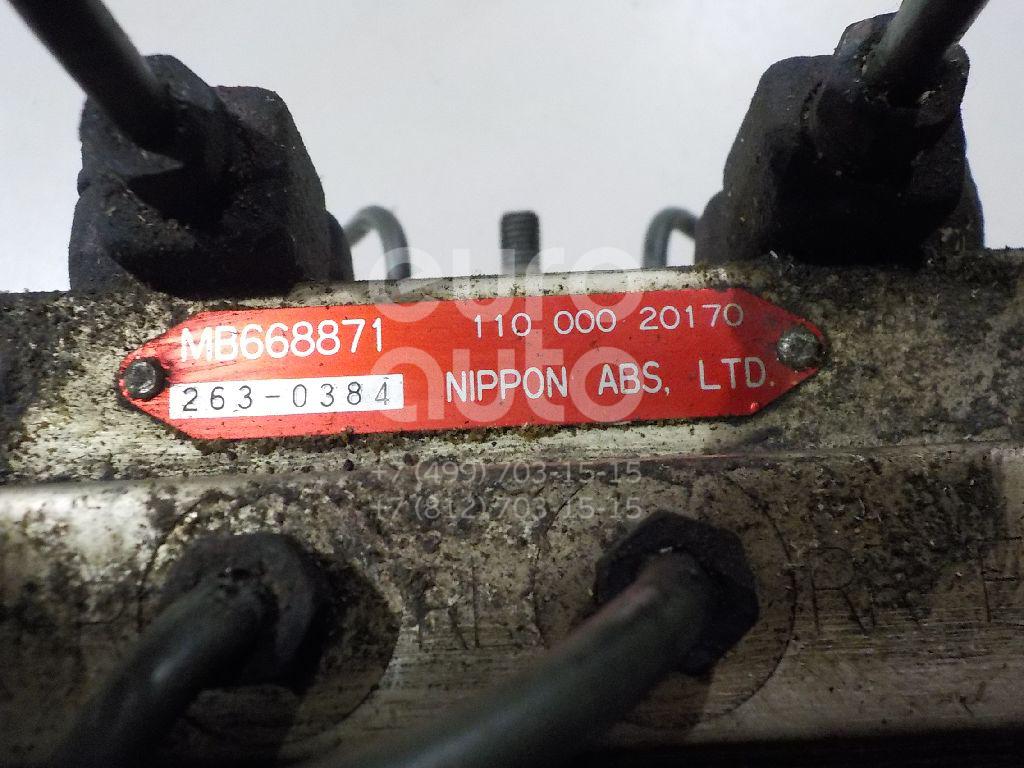 MB668871 110 000 20170
263-0384 NIPPON ABS, LTD.
euro
auto
+7 (499) 703-15-15
+7 (812) 703-15-15